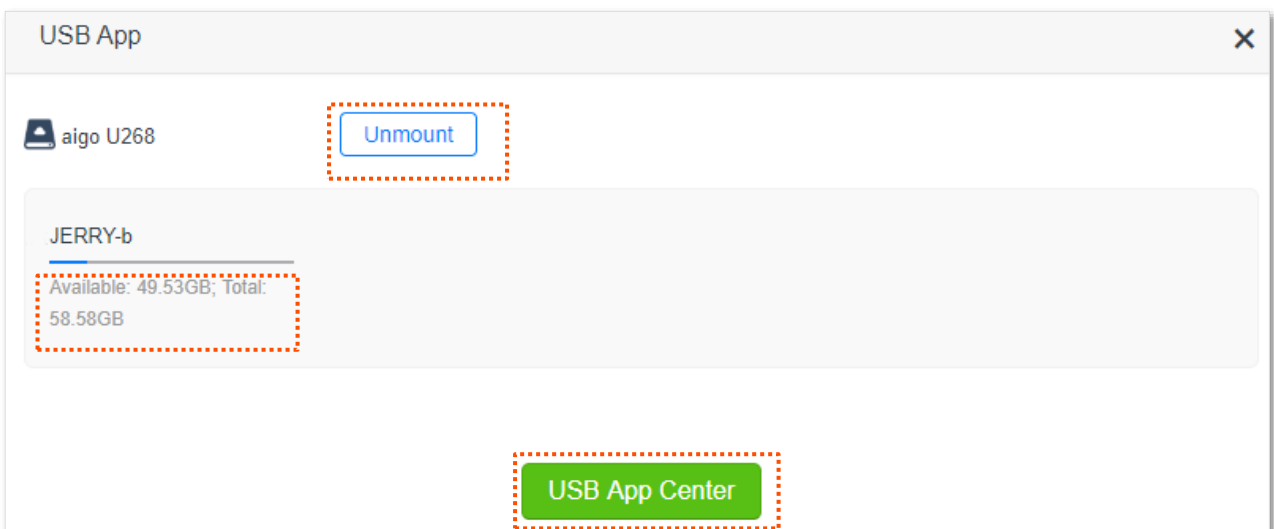 USB App
aigo U268
Unmount
JERRY-b
Available: 49.53GB; Total:
58.58GB
USB App Center